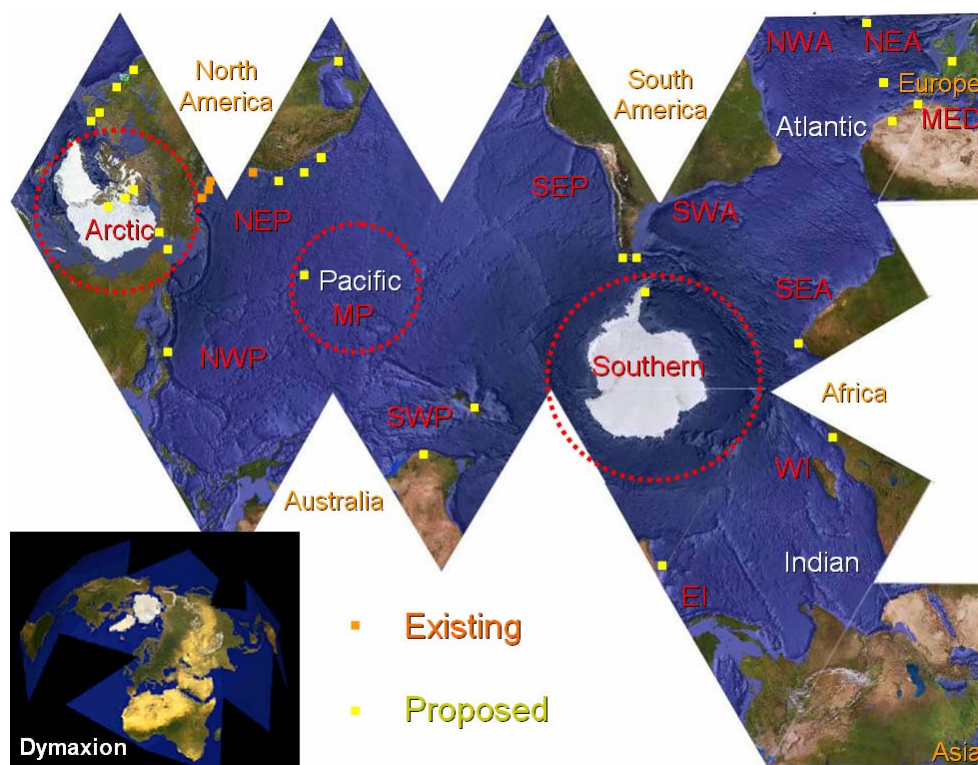 North
America
South
America
NWA
NEA
Europe
MED
Atlantic
SEP
SWA
NEP
Arctic
Pacific
MP
SEA
NWP
Southern
Africa
SWP
WI
Australia
Indian
EI
Existing
Proposed
Dymaxion
Asia